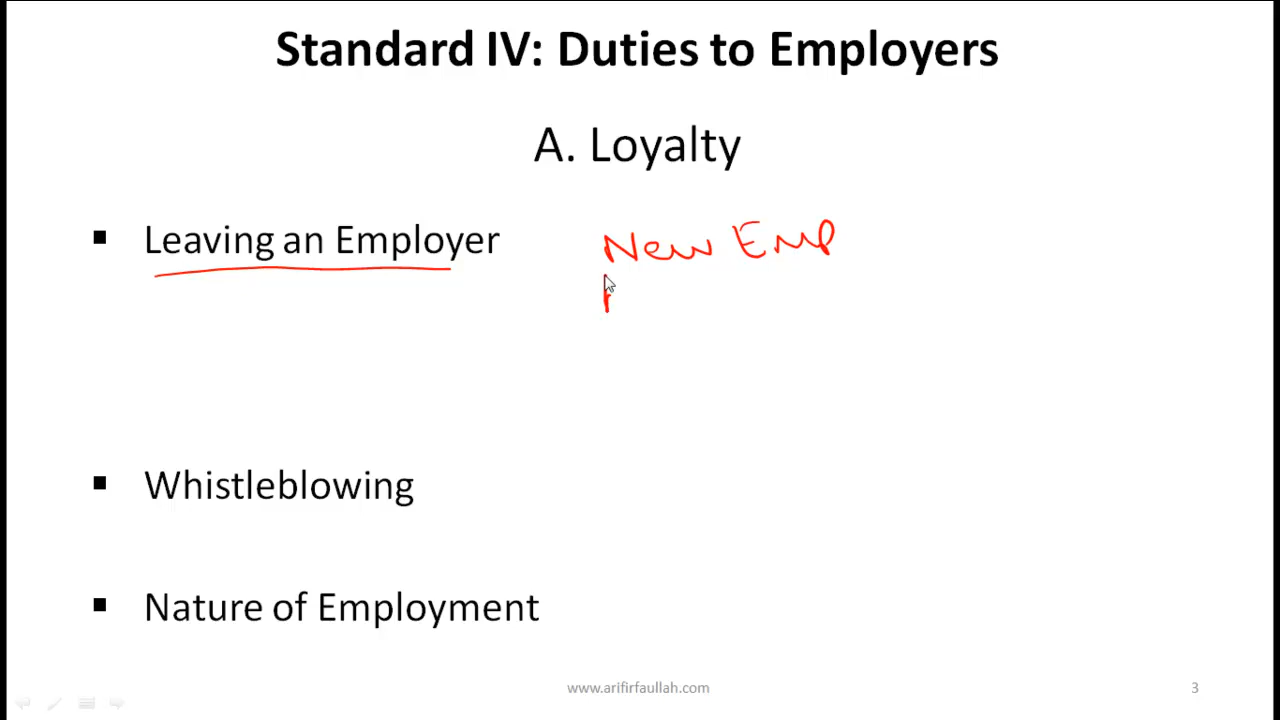 Standard IV: Duties to Employers
A. Loyalty
▪ Leaving an Employer
New Emp
▪ Whistleblowing
▪ Nature of Employment
www.arifirfaullah.com
3